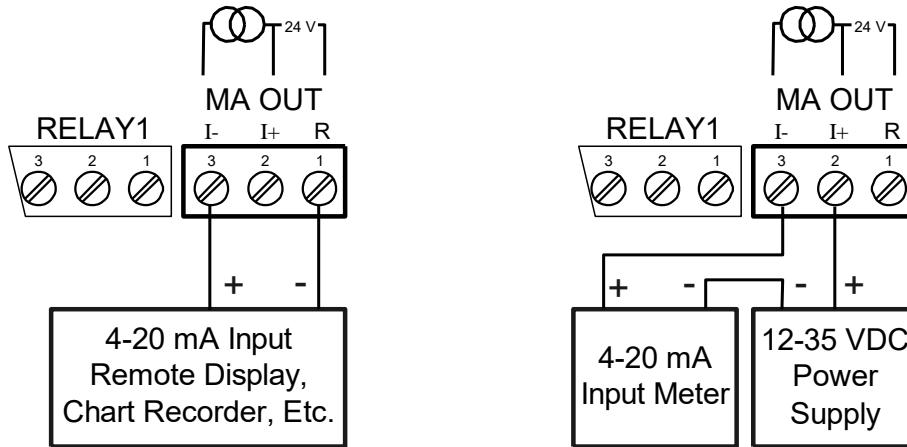 24 V
MA OUT
RELAY1 I- I+ R
3 2 1 3 2 1
+ -
4-20 mA Input
Remote Display,
Chart Recorder, Etc.
24 V
MA OUT
RELAY1 I- I+ R
3 2 1 3 2 1
+ - - +
4-20 mA
Input Meter
12-35 VDC
Power
Supply